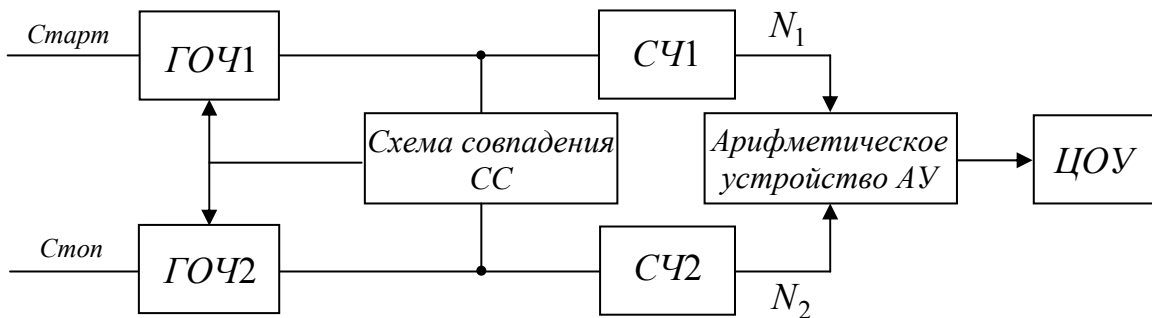 Старт
ГОЧ1
СЧ1
N1
Схема совпадения
СС
Арифметическое
устройство АУ
ЦОУ
Стоп
ГОЧ2
СЧ2
N2